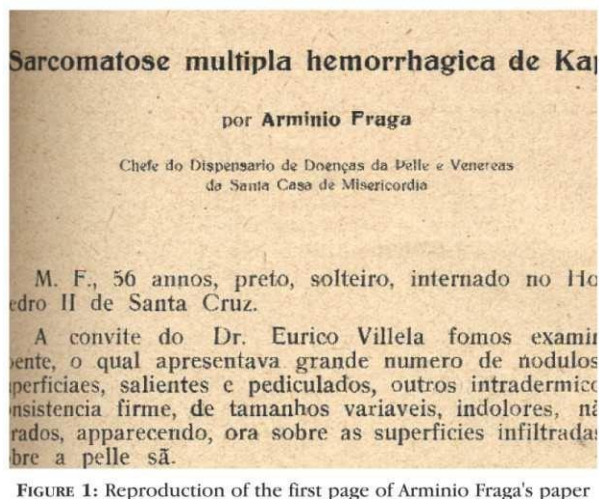 Sarcomatose multipla hemorrhagica de Kap
por Arminio Fraga
Chefe do Dispensario de Doenças da Pelle e Venereas
da Santa Casa de Misericordia
M. F., 56 annos, preto, solteiro, internado no Ho
edro II de Santa Cruz.
A convite do Dr. Eurico Villela fomos examin
ente, o qual apresentava grande numero de nodulos
perficiaes, salientes e pediculados, outros intradermico
nsistencia firme, de tamanhos variaveis, indolores, nã
rados, apparecendo, ora sobre as superficies infiltradas
bre a pelle sã.
FIGURE 1: Reproduction of the first page of Arminio Fraga's paper